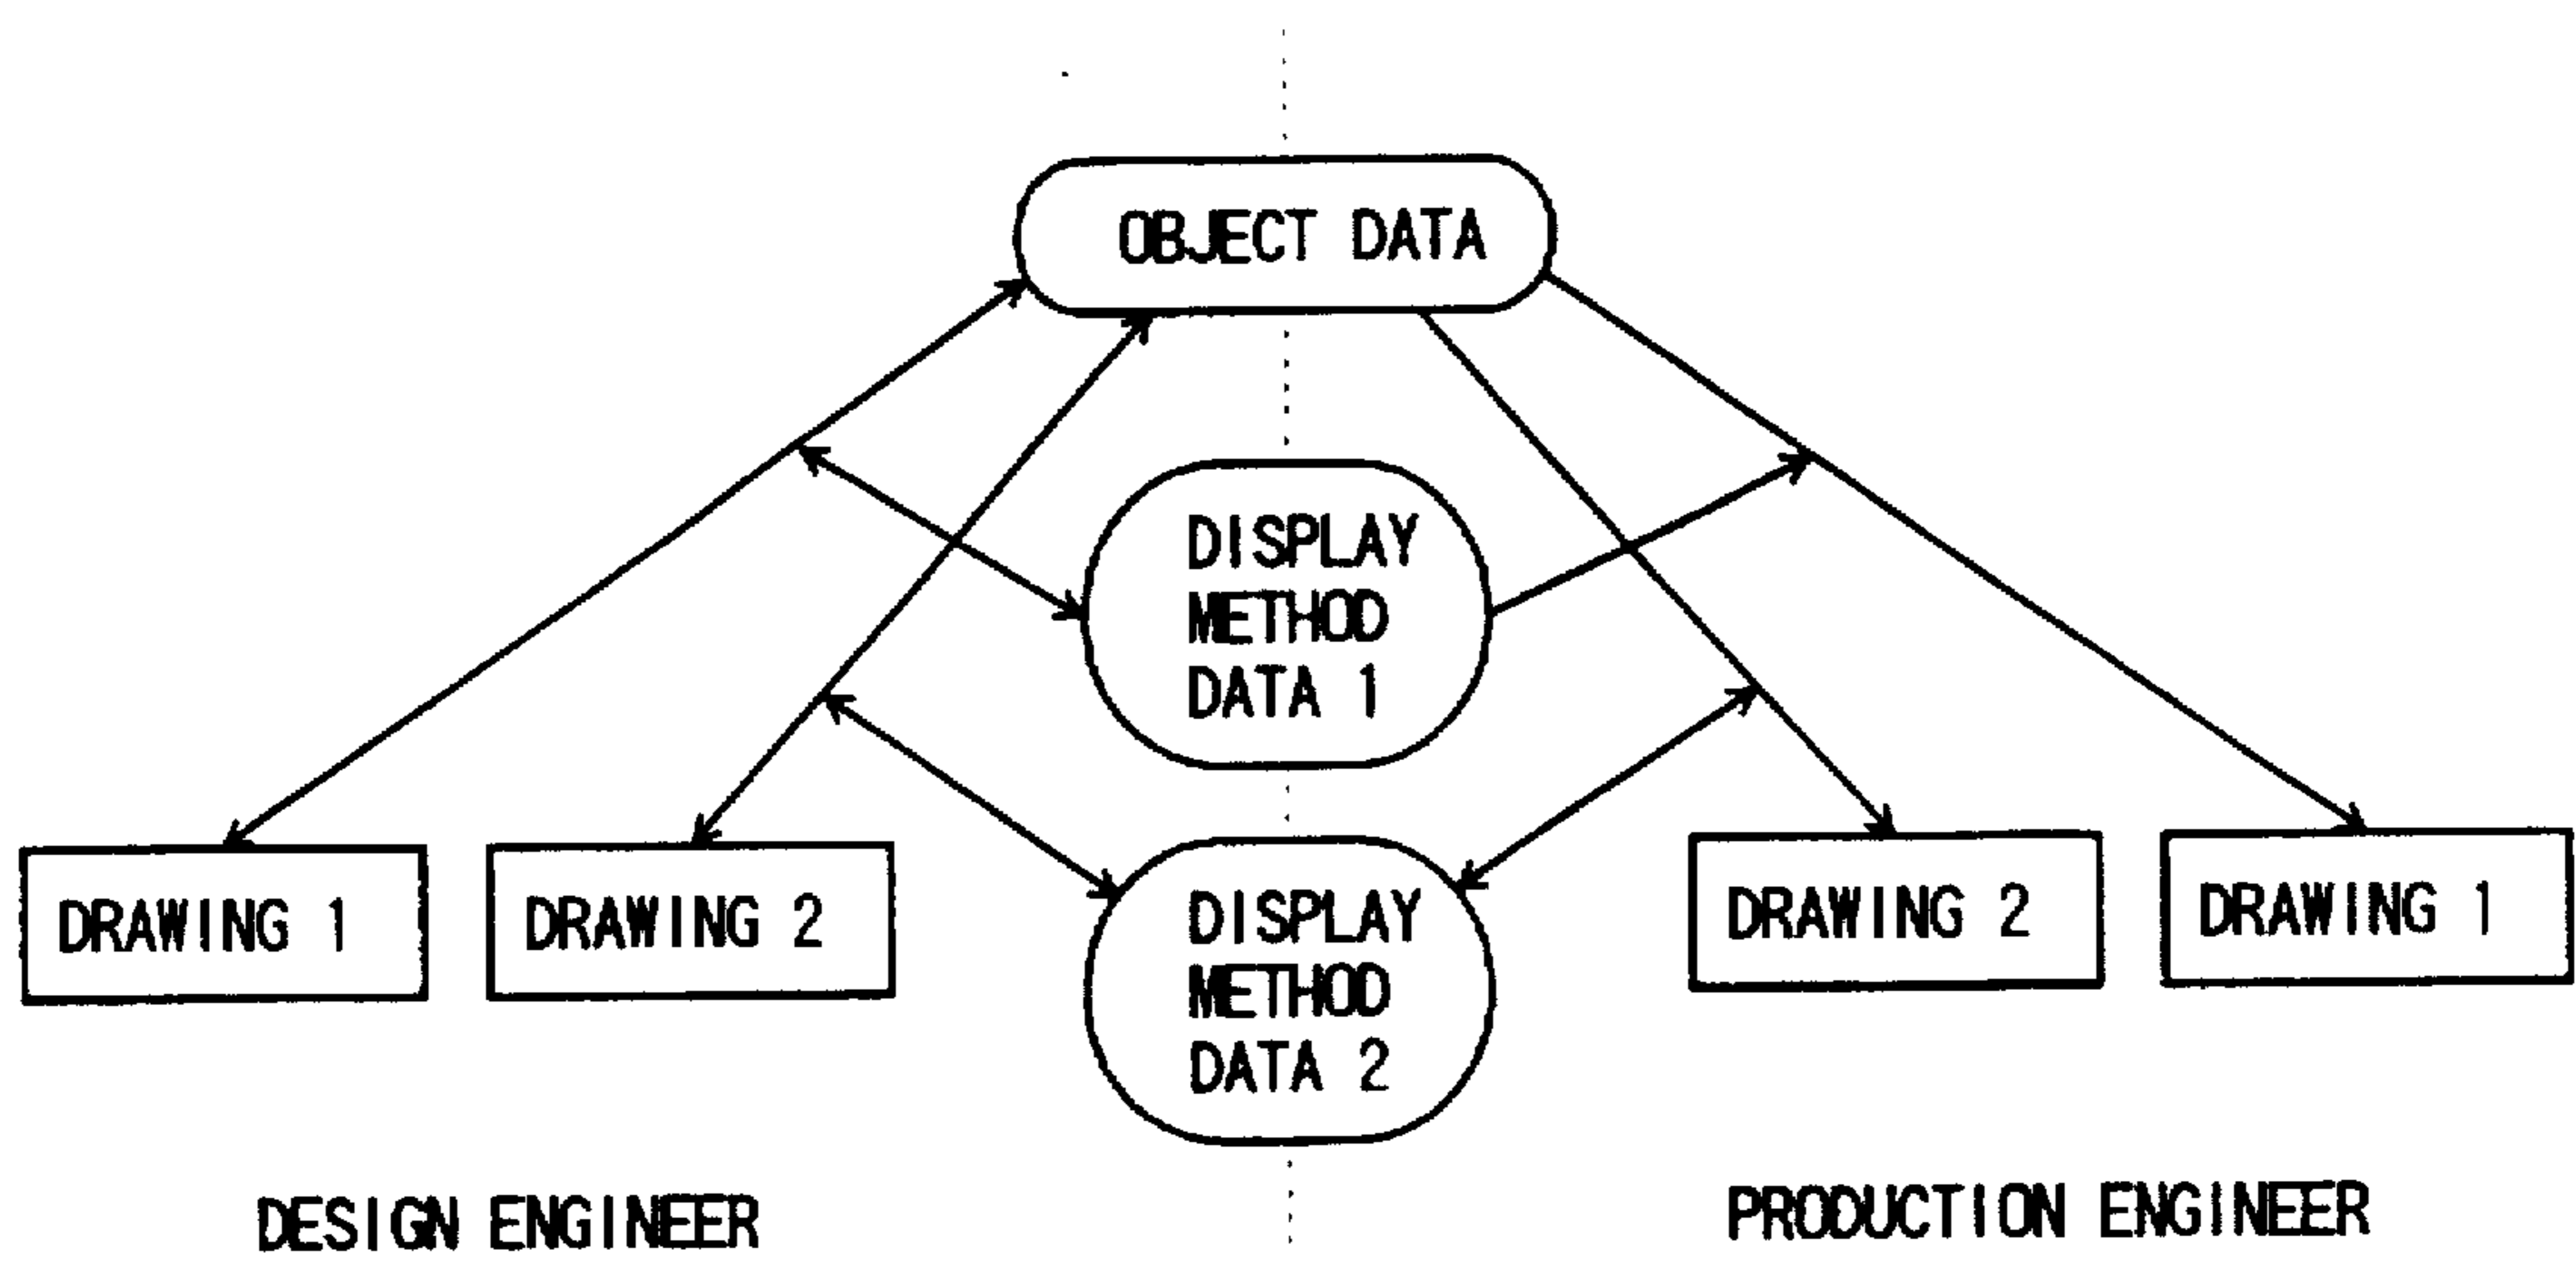 OBJECT DATA
DISPLAY
METHOD
DATA 1
DRAWING 1
DRAWING 2
DISPLAY
METHOD
DATA 2
DRAWING 2
DRAWING 1
DESIGN ENGINEER
PRODUCTION ENGINEER